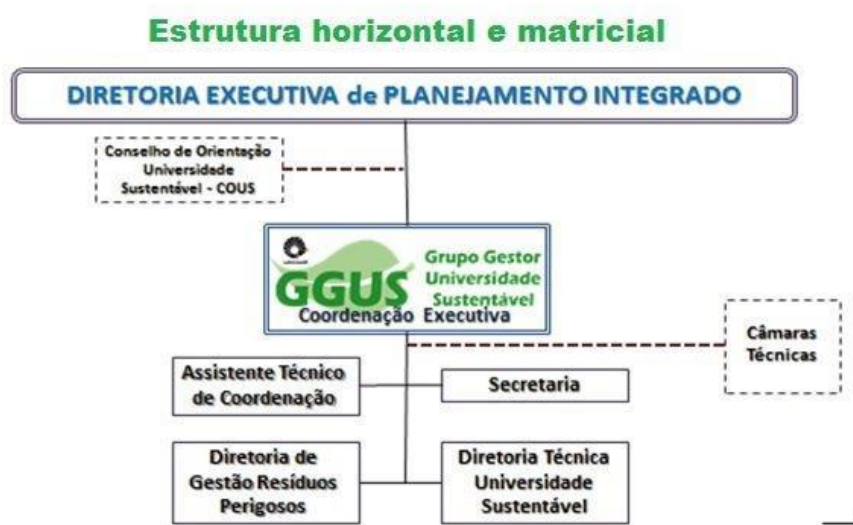 Estrutura horizontal e matricial
DIRETORIA EXECUTIVA de PLANEJAMENTO INTEGRADO
Conselho de Orientação
Universidade
Sustentável - COUS
GGUS
Grupo Gestor
Universidade
Sustentável
Coordenação Executiva
Câmaras
Técnicas
Assistente Técnico
de Coordenação
Secretaria
Diretoria de
Gestão Resíduos
Perigosos
Diretoria Técnica
Universidade
Sustentável